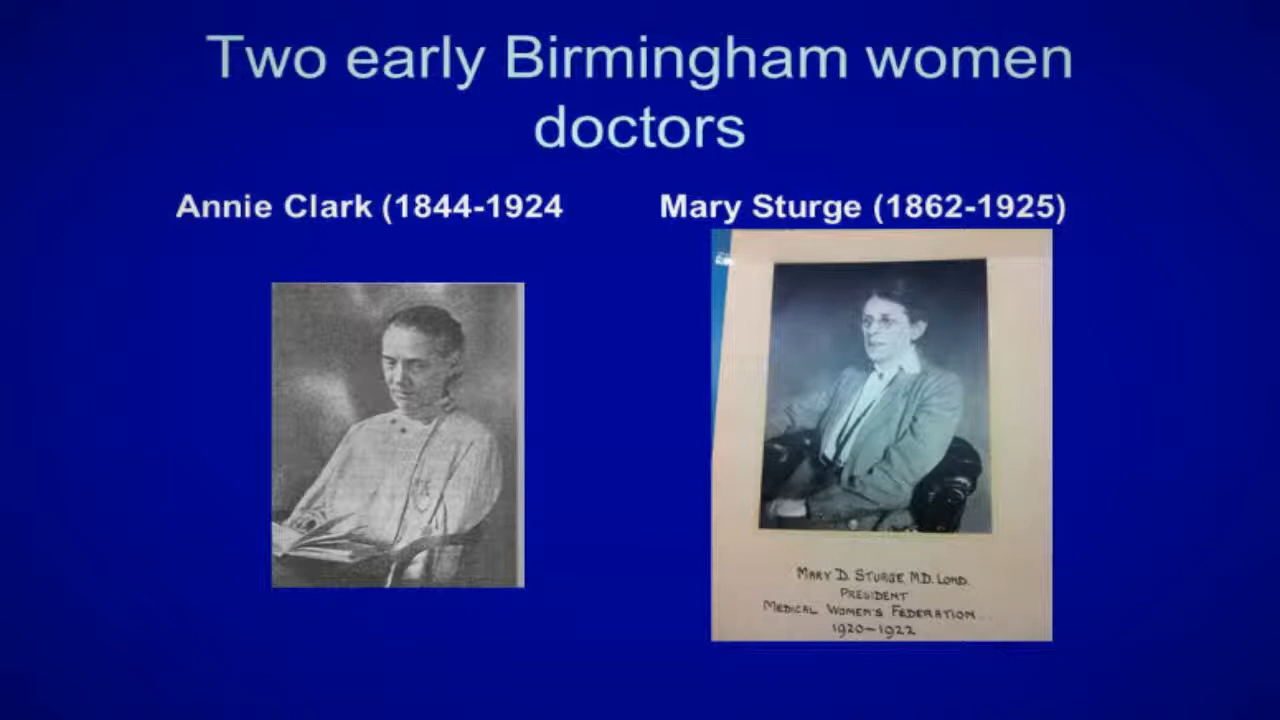 Two early Birmingham women
doctors
Annie Clark (1844-1924
Mary Sturge (1862-1925)
MARY D. STURGE, M.D. LOND.
PRESIDENT
MEDICAL WOMEN'S FEDERATION
1920-1922